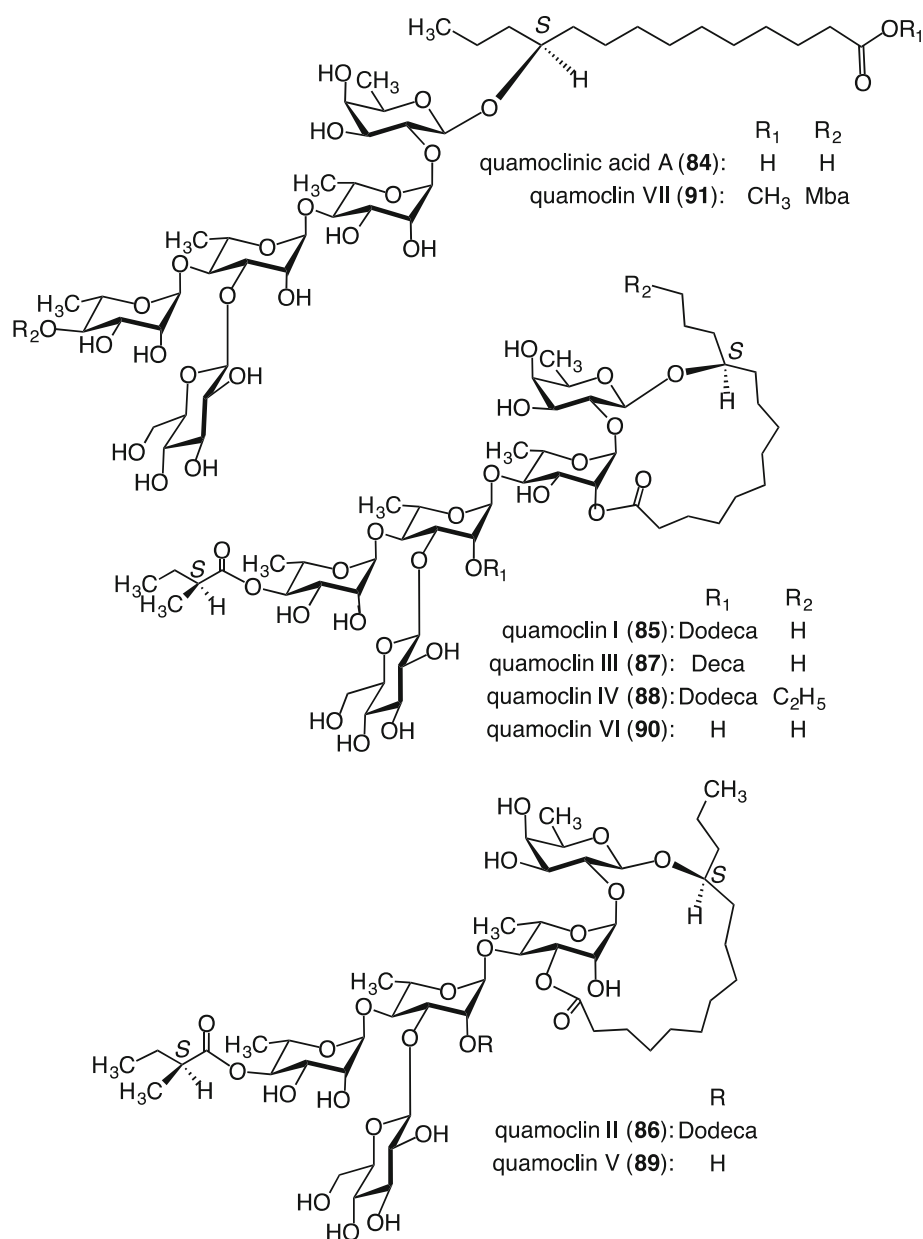 H3C
S
OR1
O
H
HO
CH3
O
O
HO
O
R1 R2
quamoclinic acid A (84): H H
quamoclin VII (91): CH3 Mba
H3C
O
O
HO
OH
H3C
O
O
O
OH
H3C
O
R2O
HO
HO
O
O
OH
HO
HO
OH
R2
S
H
HO
CH3
O
O
HO
O
H3C
O
O
HO
O
O
H3C
O
O
O
OR1
O
S
H3C
H3C
H
O
H3C
O
HO
HO
O
OH
HO
HO
OH
R1 R2
quamoclin I (85): Dodeca H
quamoclin III (87): Deca H
quamoclin IV (88): Dodeca C2H5
quamoclin VI (90): H H
CH3
S
H
HO
CH3
O
O
HO
O
H3C
O
O
O
OH
O
H3C
O
O
O
OR
O
S
H3C
H3C
H
O
H3C
O
HO
HO
O
OH
HO
HO
OH
R
quamoclin II (86): Dodeca
quamoclin V (89): H